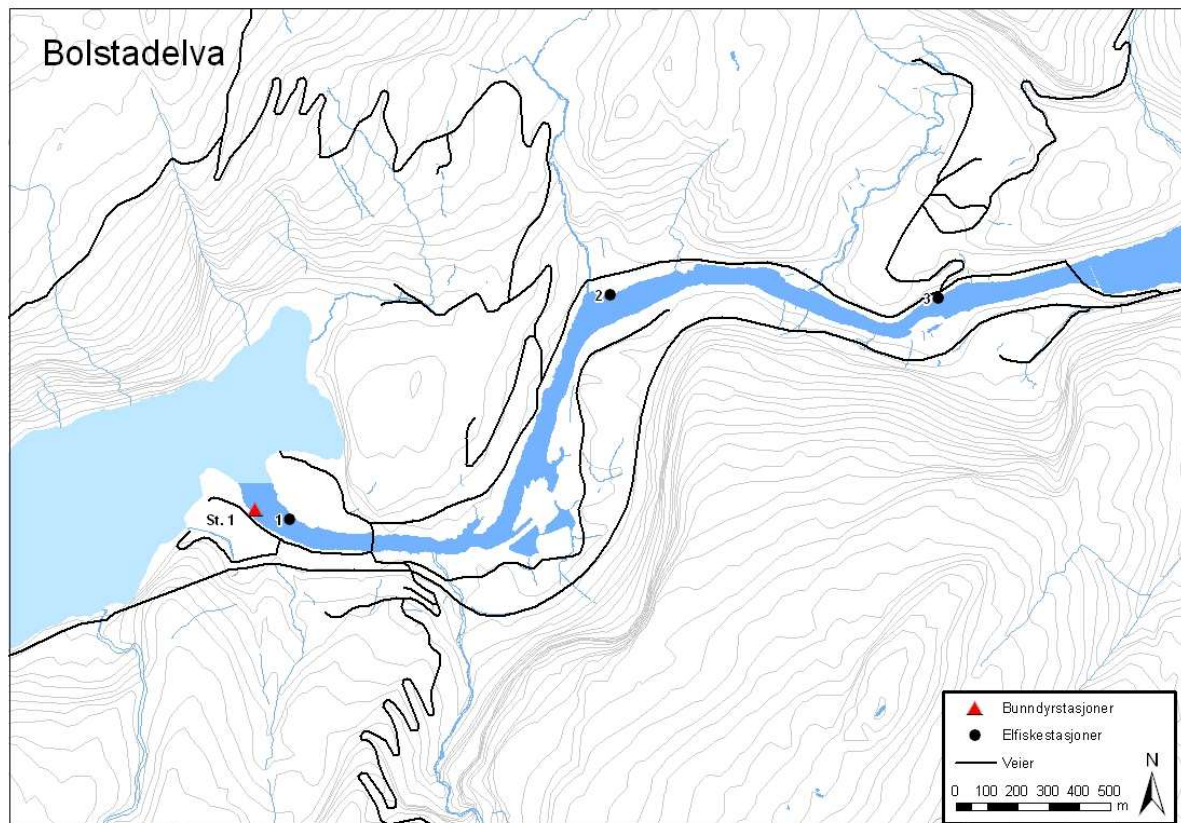 Bolstadelva
2
3
St. 1
1
Bunndyrstasjoner
Elfiskestasjoner
Veier
N
0 100 200 300 400 500
m